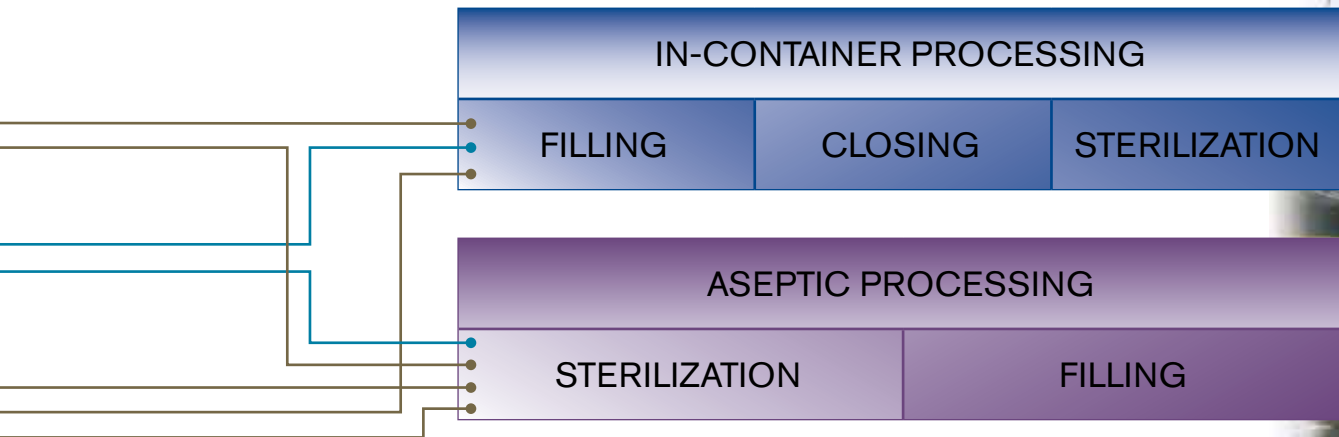 IN-CONTAINER PROCESSING
FILLING CLOSING STERILIZATION
ASEPTIC PROCESSING
STERILIZATION FILLING